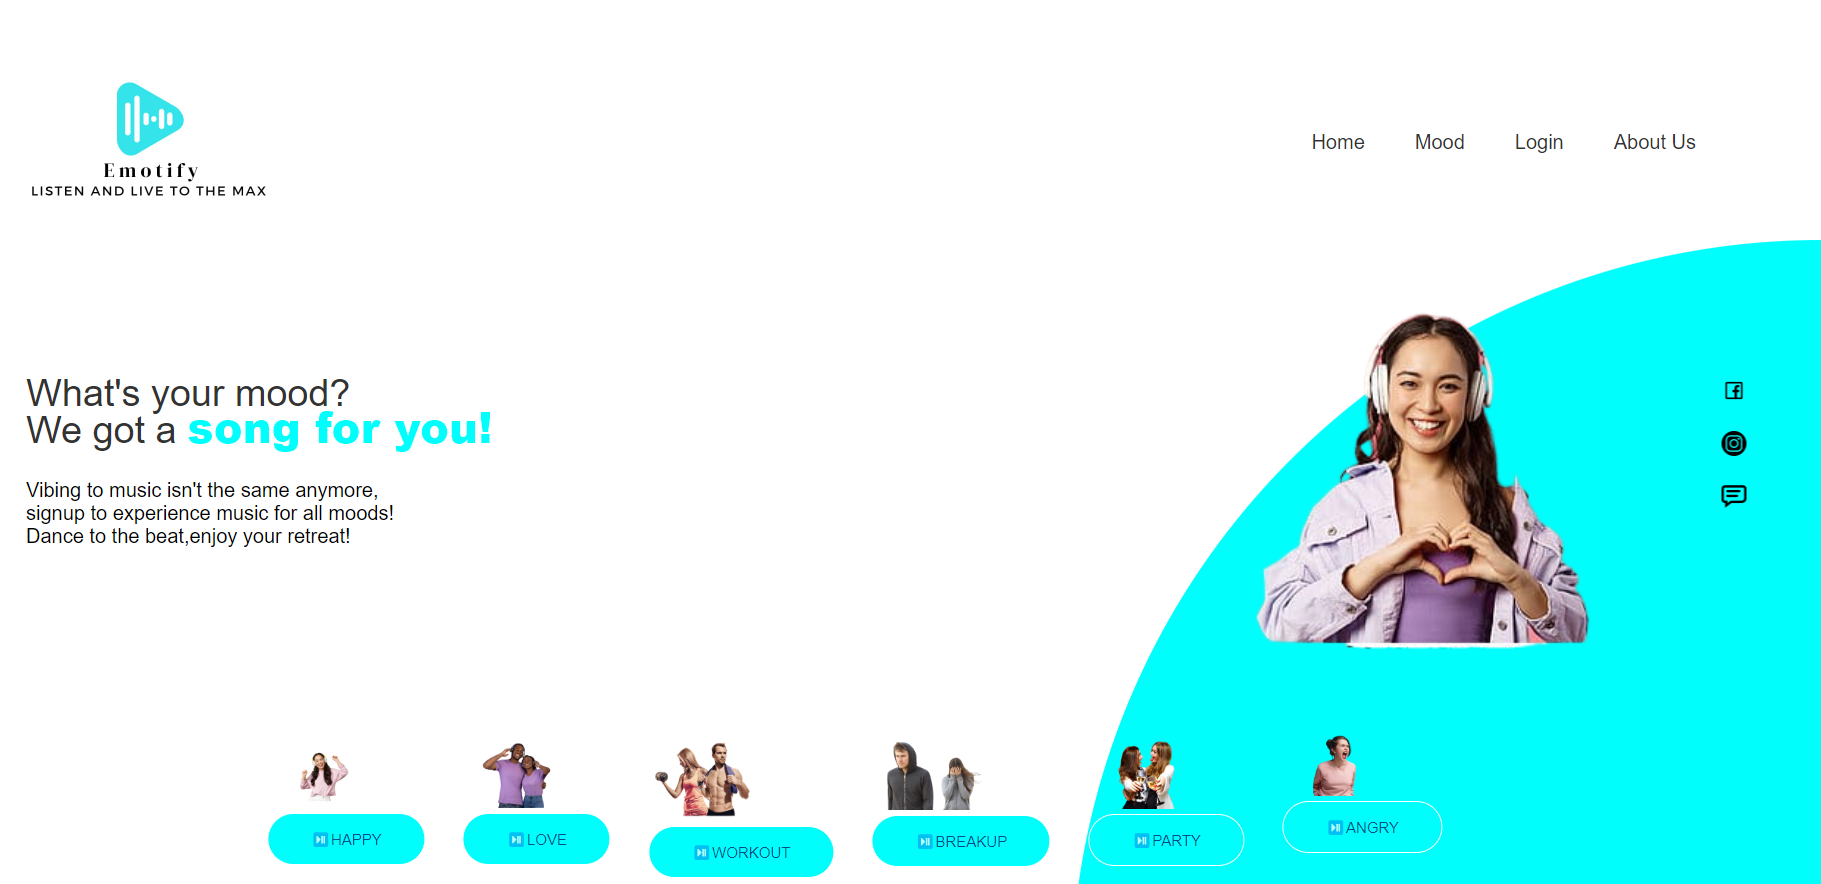 Emotify
LISTEN AND LIVE TO THE MAX
Home Mood Login About Us
What's your mood?
We got a song for you!
Vibing to music isn't the same anymore,
signup to experience music for all moods!
Dance to the beat,enjoy your retreat!
⏯HAPPY ⏯LOVE ⏯WORKOUT ⏯BREAKUP ⏯PARTY ⏯ANGRY